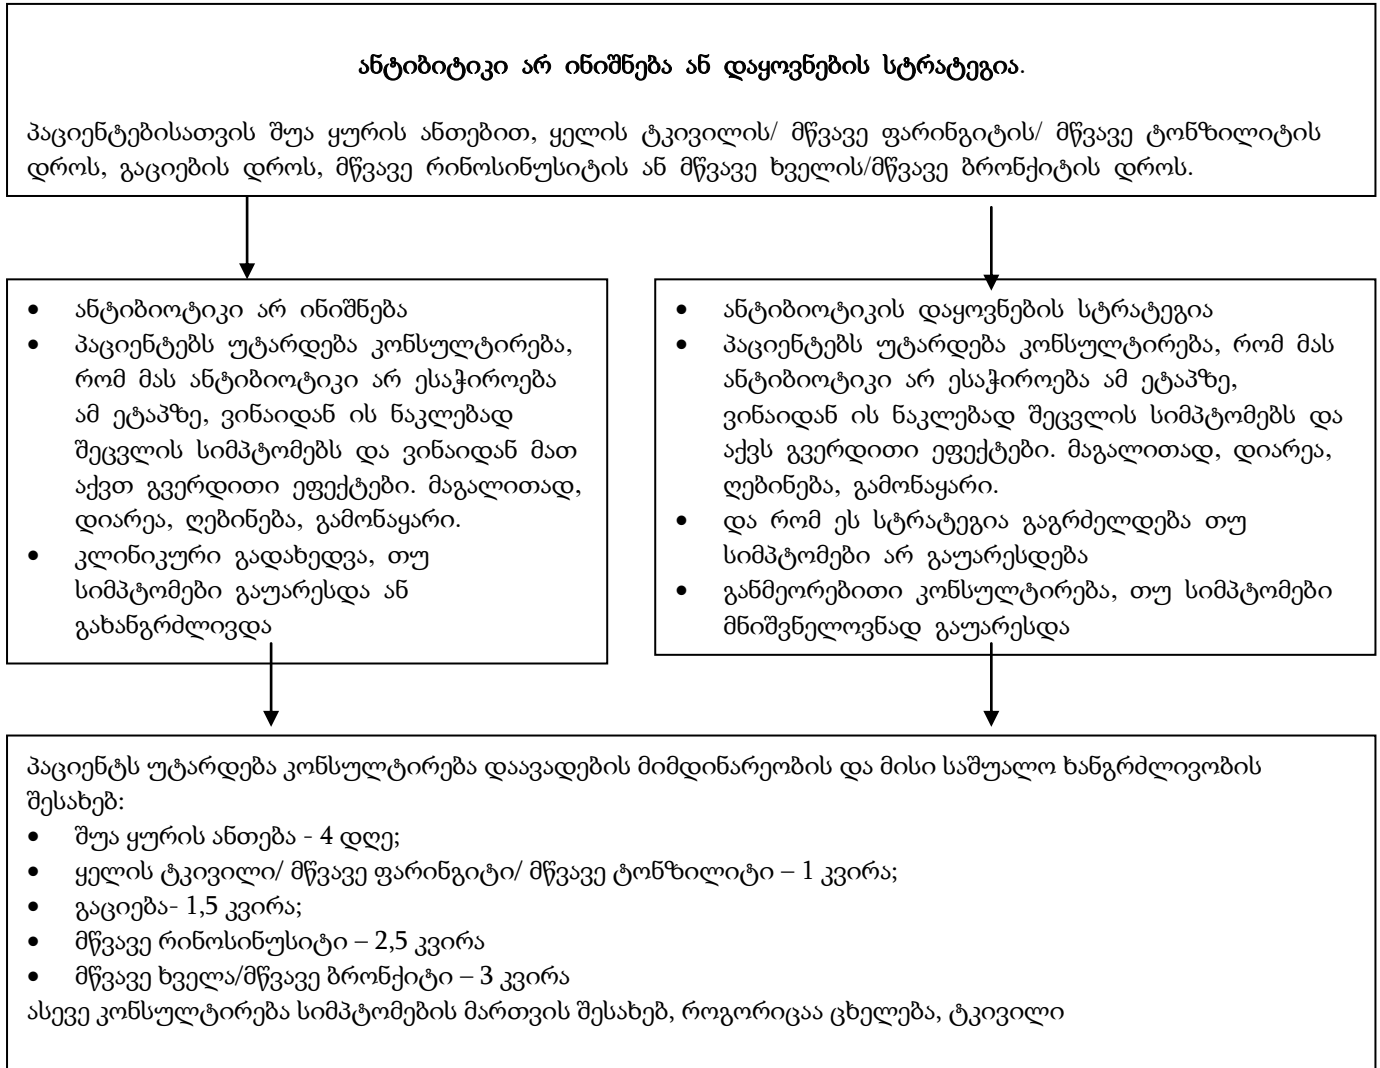 ანტიბიტიკი არ ინიშნება ან დაყოვნების სტრატეგია.
პაციენტებისათვის შუა ყურის ანთებით, ყელის ტკივილის/ მწვავე ფარინგიტის/ მწვავე ტონზილიტის
დროს, გაციების დროს, მწვავე რინოსინუსიტის ან მწვავე ხველის/მწვავე ბრონქიტის დროს.
• ანტიბიოტიკი არ ინიშნება
• პაციენტებს უტარდება კონსულტირება,
რომ მას ანტიბიოტიკი არ ესაჭიროება
ამ ეტაპზე, ვინაიდან ის ნაკლებად
შეცვლის სიმპტომებს და ვინაიდან მათ
აქვთ გვერდითი ეფექტები. მაგალითად,
დიარეა, ღებინება, გამონაყარი.
• კლინიკური გადახედვა, თუ
სიმპტომები გაუარესდა ან
გახანგრძლივდა
• ანტიბიოტიკის დაყოვნების სტრატეგია
• პაციენტებს უტარდება კონსულტირება, რომ მას
ანტიბიოტიკი არ ესაჭიროება ამ ეტაპზე,
ვინაიდან ის ნაკლებად შეცვლის სიმპტომებს და
აქვს გვერდითი ეფექტები. მაგალითად, დიარეა,
ღებინება, გამონაყარი.
• და რომ ეს სტრატეგია გაგრძელდება თუ
სიმპტომები არ გაუარესდება
• განმეორებითი კონსულტირება, თუ სიმპტომები
მნიშვნელოვნად გაუარესდა
პაციენტს უტარდება კონსულტირება დაავადების მიმდინარეობის და მისი საშუალო ხანგრძლივობის
შესახებ:
• შუა ყურის ანთება - 4 დღე;
• ყელის ტკივილი/ მწვავე ფარინგიტი/ მწვავე ტონზილიტი – 1 კვირა;
• გაციება- 1,5 კვირა;
• მწვავე რინოსინუსიტი – 2,5 კვირა
• მწვავე ხველა/მწვავე ბრონქიტი – 3 კვირა
ასევე კონსულტირება სიმპტომების მართვის შესახებ, როგორიცაა ცხელება, ტკივილი